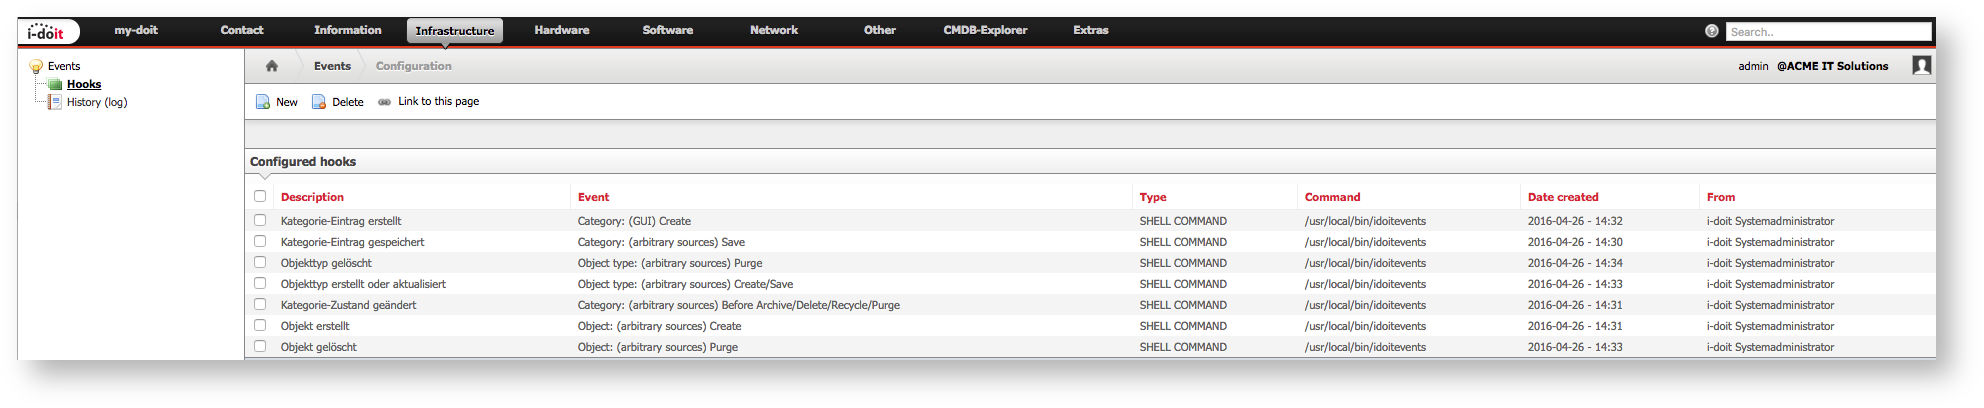 i-doit my-doit Contact Information Infrastructure Hardware Software Network Other CMDB-Explorer Extras ? Search..
Events
Hooks
History (log)
Events Configuration admin @ACME IT Solutions
New Delete Link to this page
Configured hooks
Description Event Type Command Date created From
Kategorie-Eintrag erstellt Category: (GUI) Create SHELL COMMAND /usr/local/bin/idoitevents 2016-04-26 - 14:32 i-doit Systemadministrator
Kategorie-Eintrag gespeichert Category: (arbitrary sources) Save SHELL COMMAND /usr/local/bin/idoitevents 2016-04-26 - 14:30 i-doit Systemadministrator
Objekttyp gelöscht Object type: (arbitrary sources) Purge SHELL COMMAND /usr/local/bin/idoitevents 2016-04-26 - 14:34 i-doit Systemadministrator
Objekttyp erstellt oder aktualisiert Object type: (arbitrary sources) Create/Save SHELL COMMAND /usr/local/bin/idoitevents 2016-04-26 - 14:33 i-doit Systemadministrator
Kategorie-Zustand geändert Category: (arbitrary sources) Before Archive/Delete/Recycle/Purge SHELL COMMAND /usr/local/bin/idoitevents 2016-04-26 - 14:31 i-doit Systemadministrator
Objekt erstellt Object: (arbitrary sources) Create SHELL COMMAND /usr/local/bin/idoitevents 2016-04-26 - 14:31 i-doit Systemadministrator
Objekt gelöscht Object: (arbitrary sources) Purge SHELL COMMAND /usr/local/bin/idoitevents 2016-04-26 - 14:33 i-doit Systemadministrator